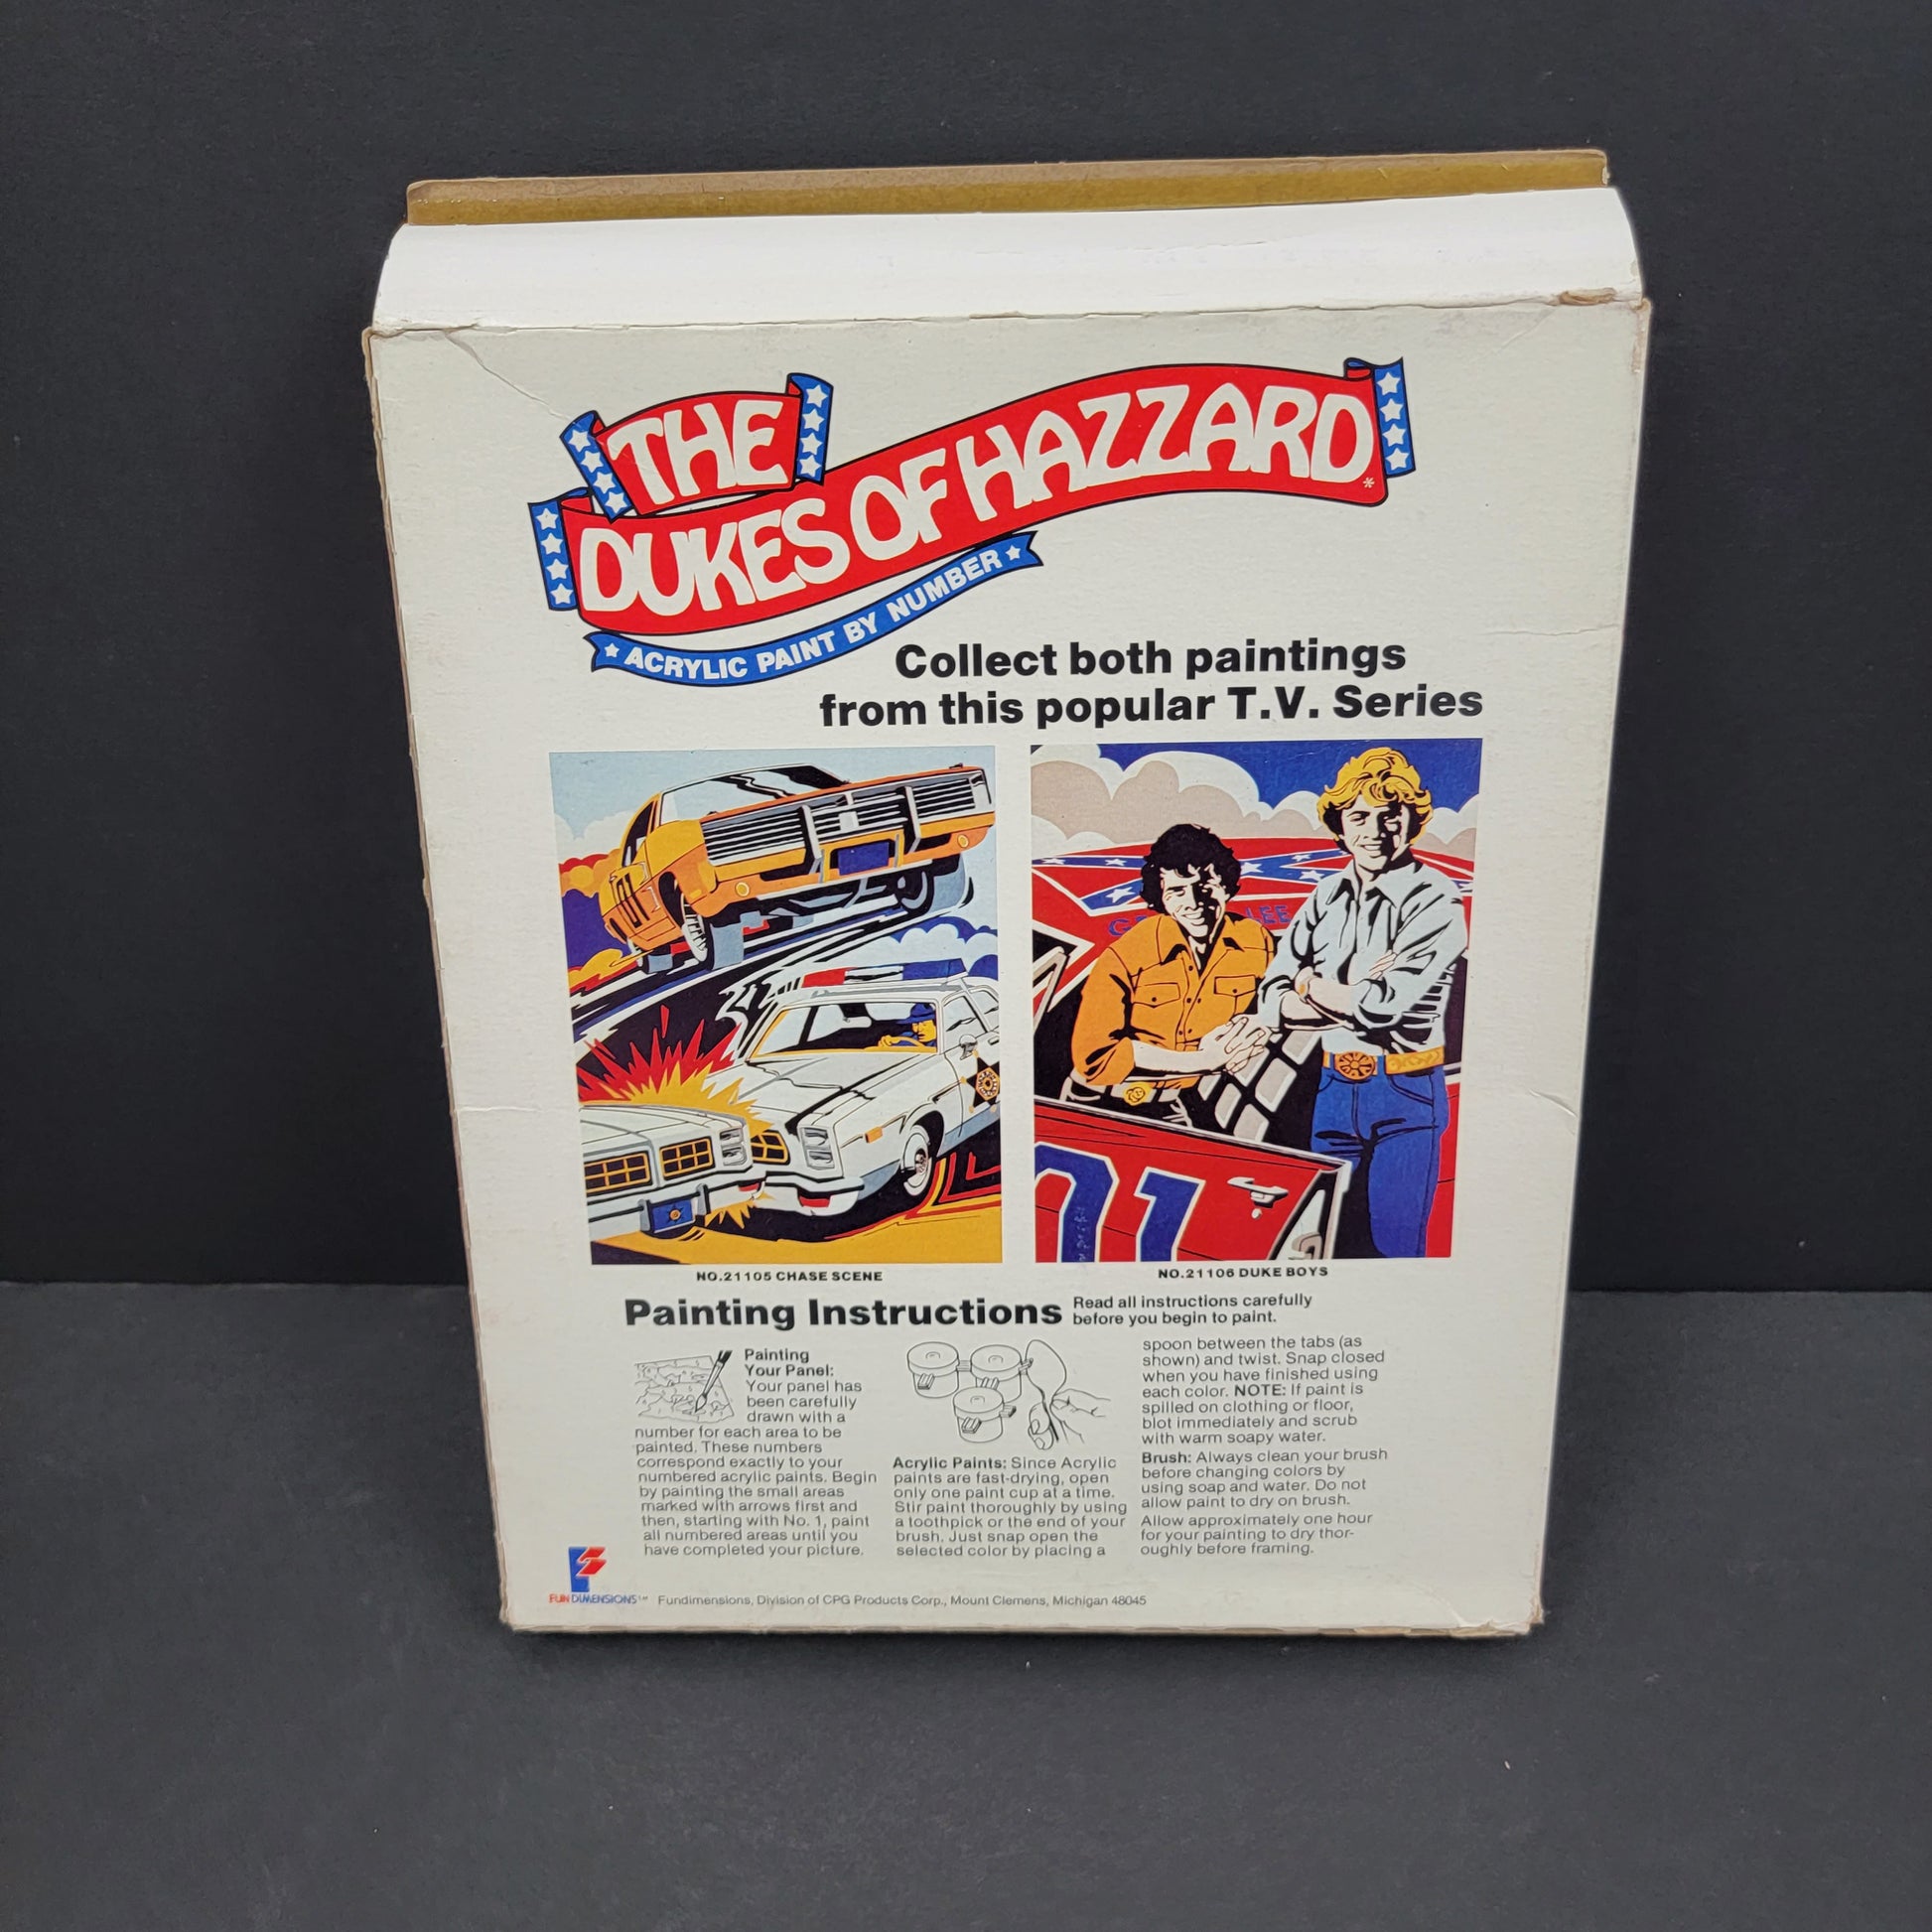 THE
DUKES OF HAZZARD*
ACRYLIC PAINT BY NUMBER
Collect both paintings
from this popular T.V. Series
LEE
01
NO.21105 CHASE SCENE
NO.21106 DUKE BOYS
Painting Instructions
Read all instructions carefully
before you begin to paint.
Painting
Your Panel:
Your panel has
been carefully
drawn with a
number for each area to be
painted. These numbers
correspond exactly to your
numbered acrylic paints. Begin
by painting the small areas
marked with arrows first and
then, starting with No. 1, paint
all numbered areas until you
have completed your picture.
Acrylic Paints: Since Acrylic
paints are fast-drying, open
only one paint cup at a time.
Stir paint thoroughly by using
a toothpick or the end of your
brush. Just snap open the
selected color by placing a
spoon between the tabs (as
shown) and twist. Snap closed
when you have finished using
each color. NOTE: If paint is
spilled on clothing or floor,
blot immediately and scrub
with warm soapy water.
Brush: Always clean your brush
before changing colors by
using soap and water. Do not
allow paint to dry on brush.
Allow approximately one hour
for your painting to dry thor-
oughly before framing.
FUNDIMENSIONS™ Fundimensions, Division of CPG Products Corp., Mount Clemens, Michigan 48045